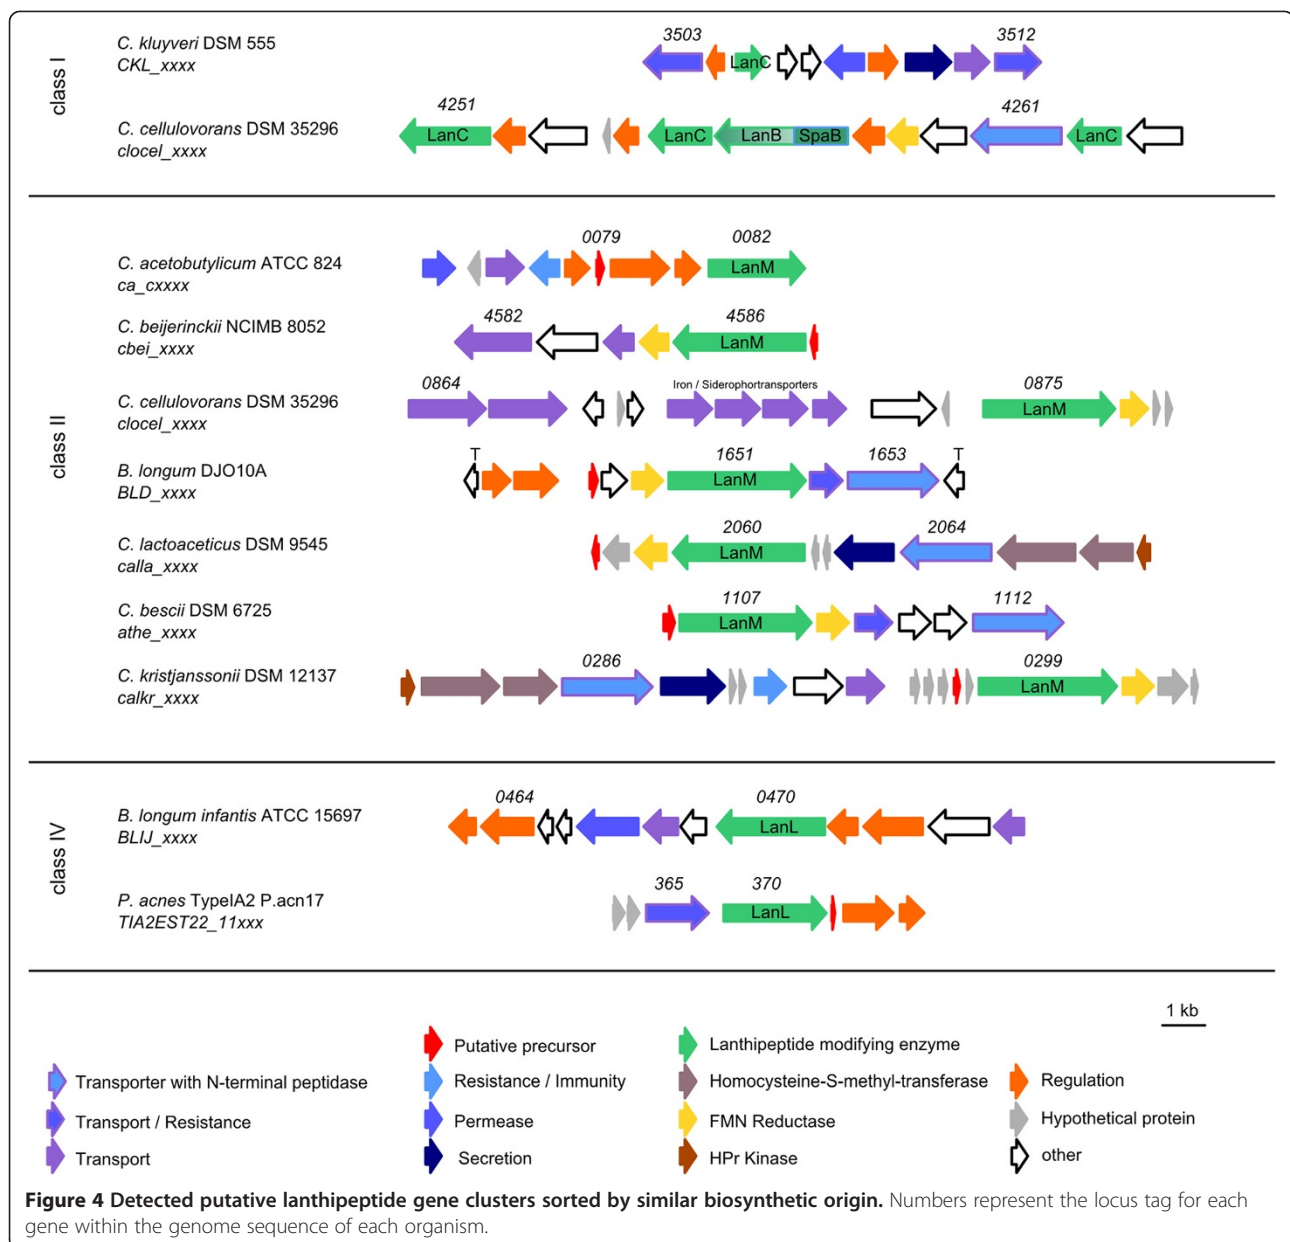 class I
C. kluyveri DSM 555
CKL_xxxx
3503
3512
LanC
C. cellulovorans DSM 35296
clocel_xxxx
4251
4261
LanC
LanC
LanB
SpaB
LanC
class II
C. acetobutylicum ATCC 824
ca_cxxxx
0079
0082
LanM
C. beijerinckii NCIMB 8052
cbei_xxxx
4582
4586
LanM
C. cellulovorans DSM 35296
clocel_xxxx
0864
Iron / Siderophortransporters
0875
LanM
B. longum DJO10A
BLD_xxxx
T
1651
1653
T
LanM
C. lactoaceticus DSM 9545
calla_xxxx
2060
2064
LanM
C. bescii DSM 6725
athe_xxxx
1107
1112
LanM
C. kristjanssonii DSM 12137
calkr_xxxx
0286
0299
LanM
class IV
B. longum infantis ATCC 15697
BLIJ_xxxx
0464
0470
LanL
P. acnes TypeIA2 P.acn17
TIA2EST22_11xxx
365
370
LanL
1 kb
Transporter with N-terminal peptidase
Transport / Resistance
Transport
Putative precursor
Resistance / Immunity
Permease
Secretion
Lanthipeptide modifying enzyme
Homocysteine-S-methyl-transferase
FMN Reductase
HPr Kinase
Regulation
Hypothetical protein
other
Figure 4 Detected putative lanthipeptide gene clusters sorted by similar biosynthetic origin. Numbers represent the locus tag for each
gene within the genome sequence of each organism.